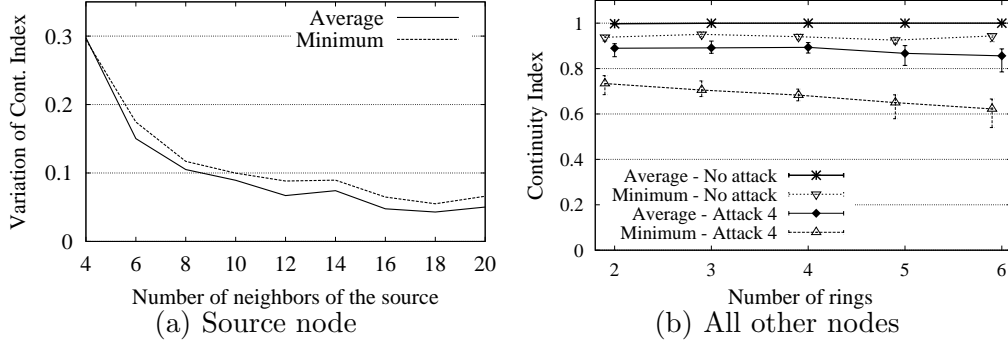 Variation of Cont. Index
0.3
0.2
0.1
0
Average
Minimum
4 6 8 10 12 14 16 18 20
Number of neighbors of the source
(a) Source node
Continuity Index
1
0.8
0.6
0.4
0.2
0
Average - No attack
Minimum - No attack
Average - Attack 4
Minimum - Attack 4
2 3 4 5 6
Number of rings
(b) All other nodes